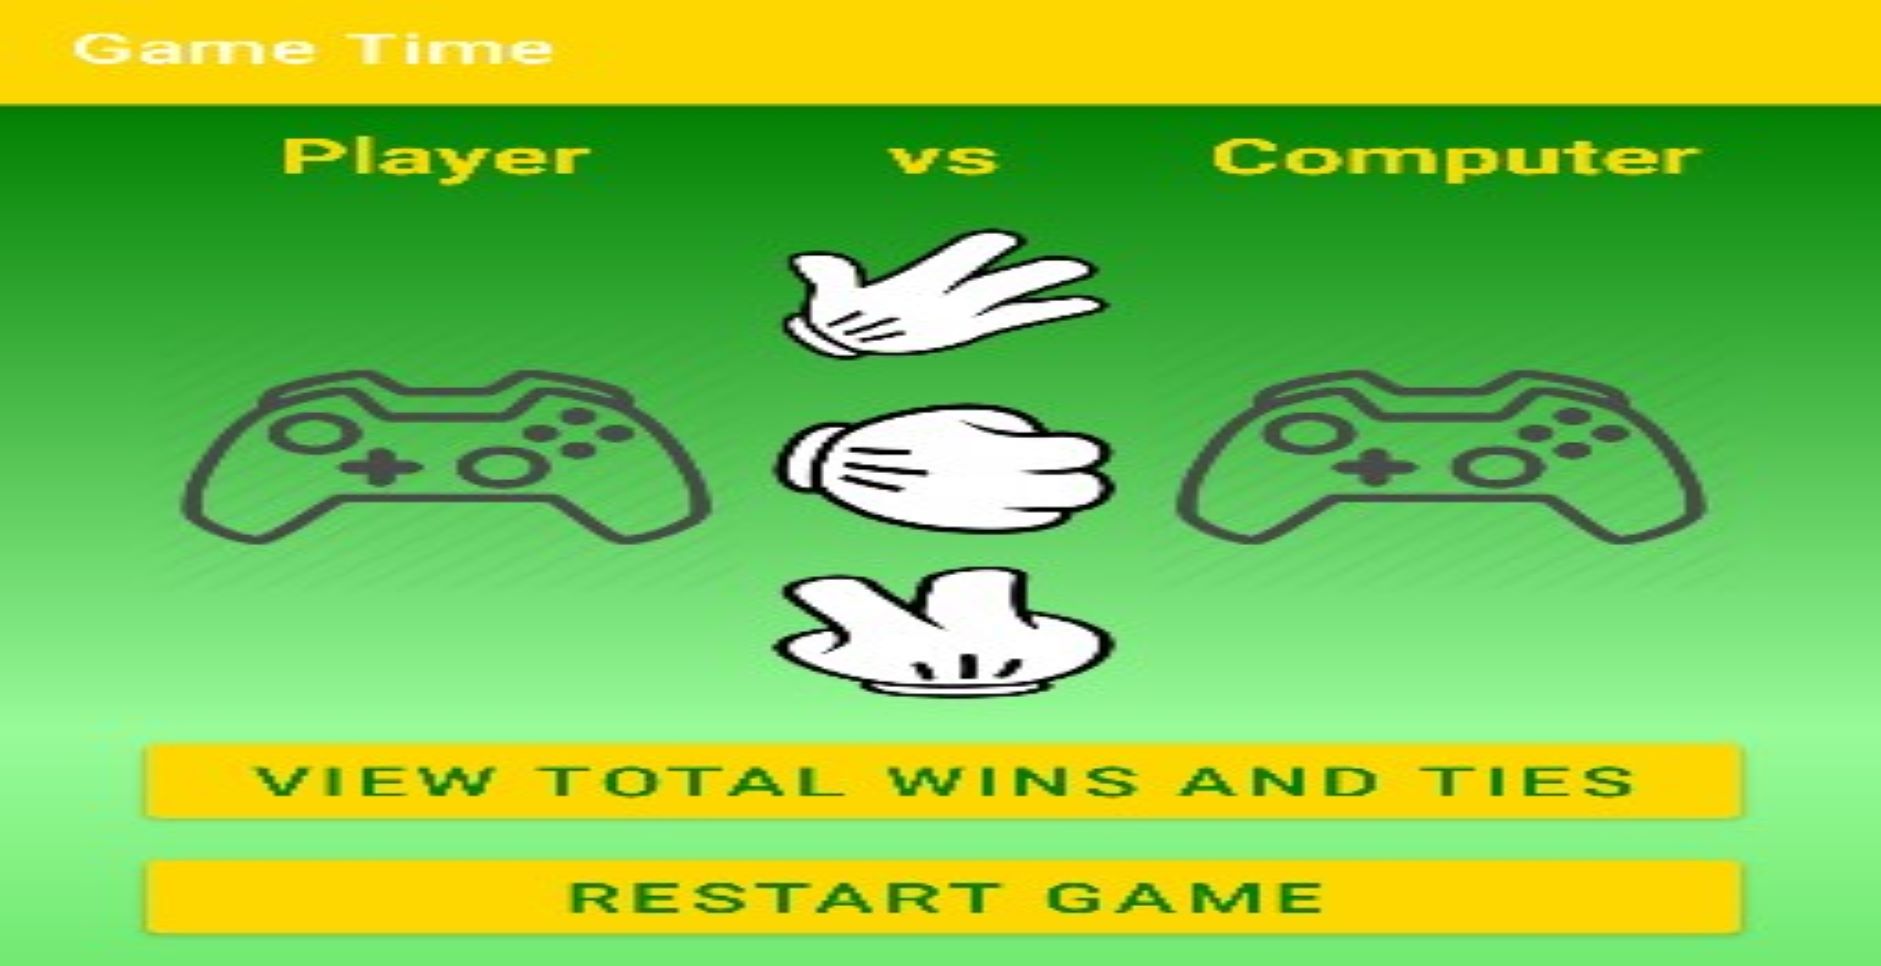 Game Time
Player vs Computer
VIEW TOTAL WINS AND TIES
RESTART GAME